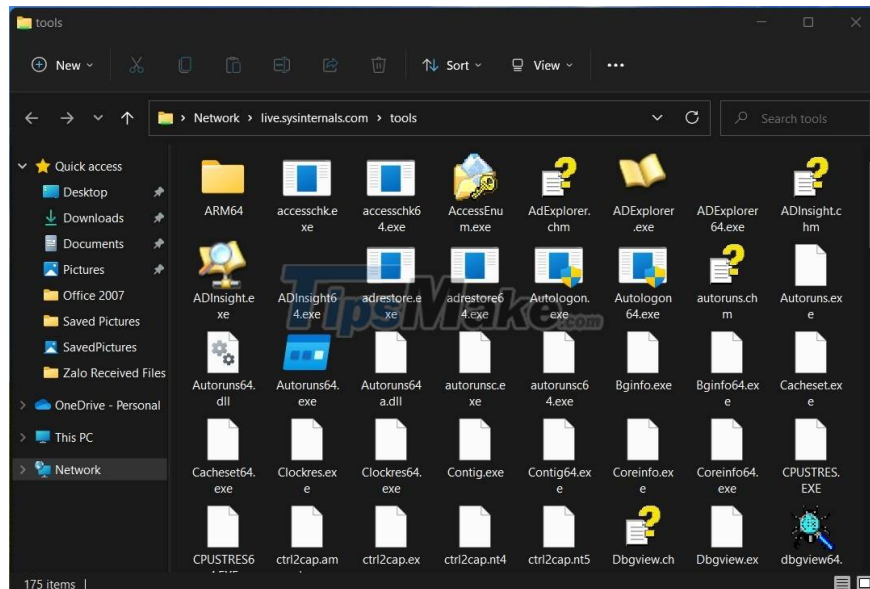 tools
New
Sort
View
Network > live.sysinternals.com > tools
Search tools
Quick access
Desktop
Downloads
Documents
Pictures
Office 2007
Saved Pictures
SavedPictures
Zalo Received Files
OneDrive - Personal
This PC
Network
ARM64
accesschk.e
xe
accesschk6
4.exe
AccessEnu
m.exe
AdExplorer.
chm
ADExplorer
.exe
ADExplorer
64.exe
ADInsight.c
hm
ADInsight.e
xe
ADInsight6
4.exe
adrestore.e
xe
adrestore6
4.exe
Autologon.
exe
Autologon
64.exe
autoruns.ch
m
Autoruns.ex
e
Autoruns64.
dll
Autoruns64.
exe
Autoruns64
a.dll
autorunsc.e
xe
autorunsc6
4.exe
Bginfo.exe
Bginfo64.ex
e
Cacheset.ex
e
Cacheset64.
exe
Clockres.ex
e
Clockres64.
exe
Contig.exe
Contig64.ex
e
Coreinfo.ex
e
Coreinfo64.
exe
CPUSTRES.
EXE
CPUSTRES6
4.EXE
ctrl2cap.am
ctrl2cap.ex
ctrl2cap.nt4
ctrl2cap.nt5
Dbgview.ch
Dbgview.ex
dbgview64.
TipsMake.com
175 items